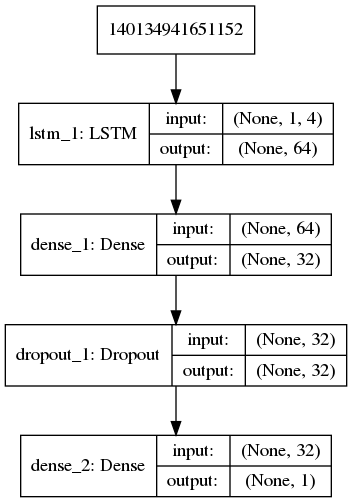 140134941651152
lstm_1: LSTM
input:
(None, 1, 4)
output:
(None, 64)
dense_1: Dense
input:
(None, 64)
output:
(None, 32)
dropout_1: Dropout
input:
(None, 32)
output:
(None, 32)
dense_2: Dense
input:
(None, 32)
output:
(None, 1)